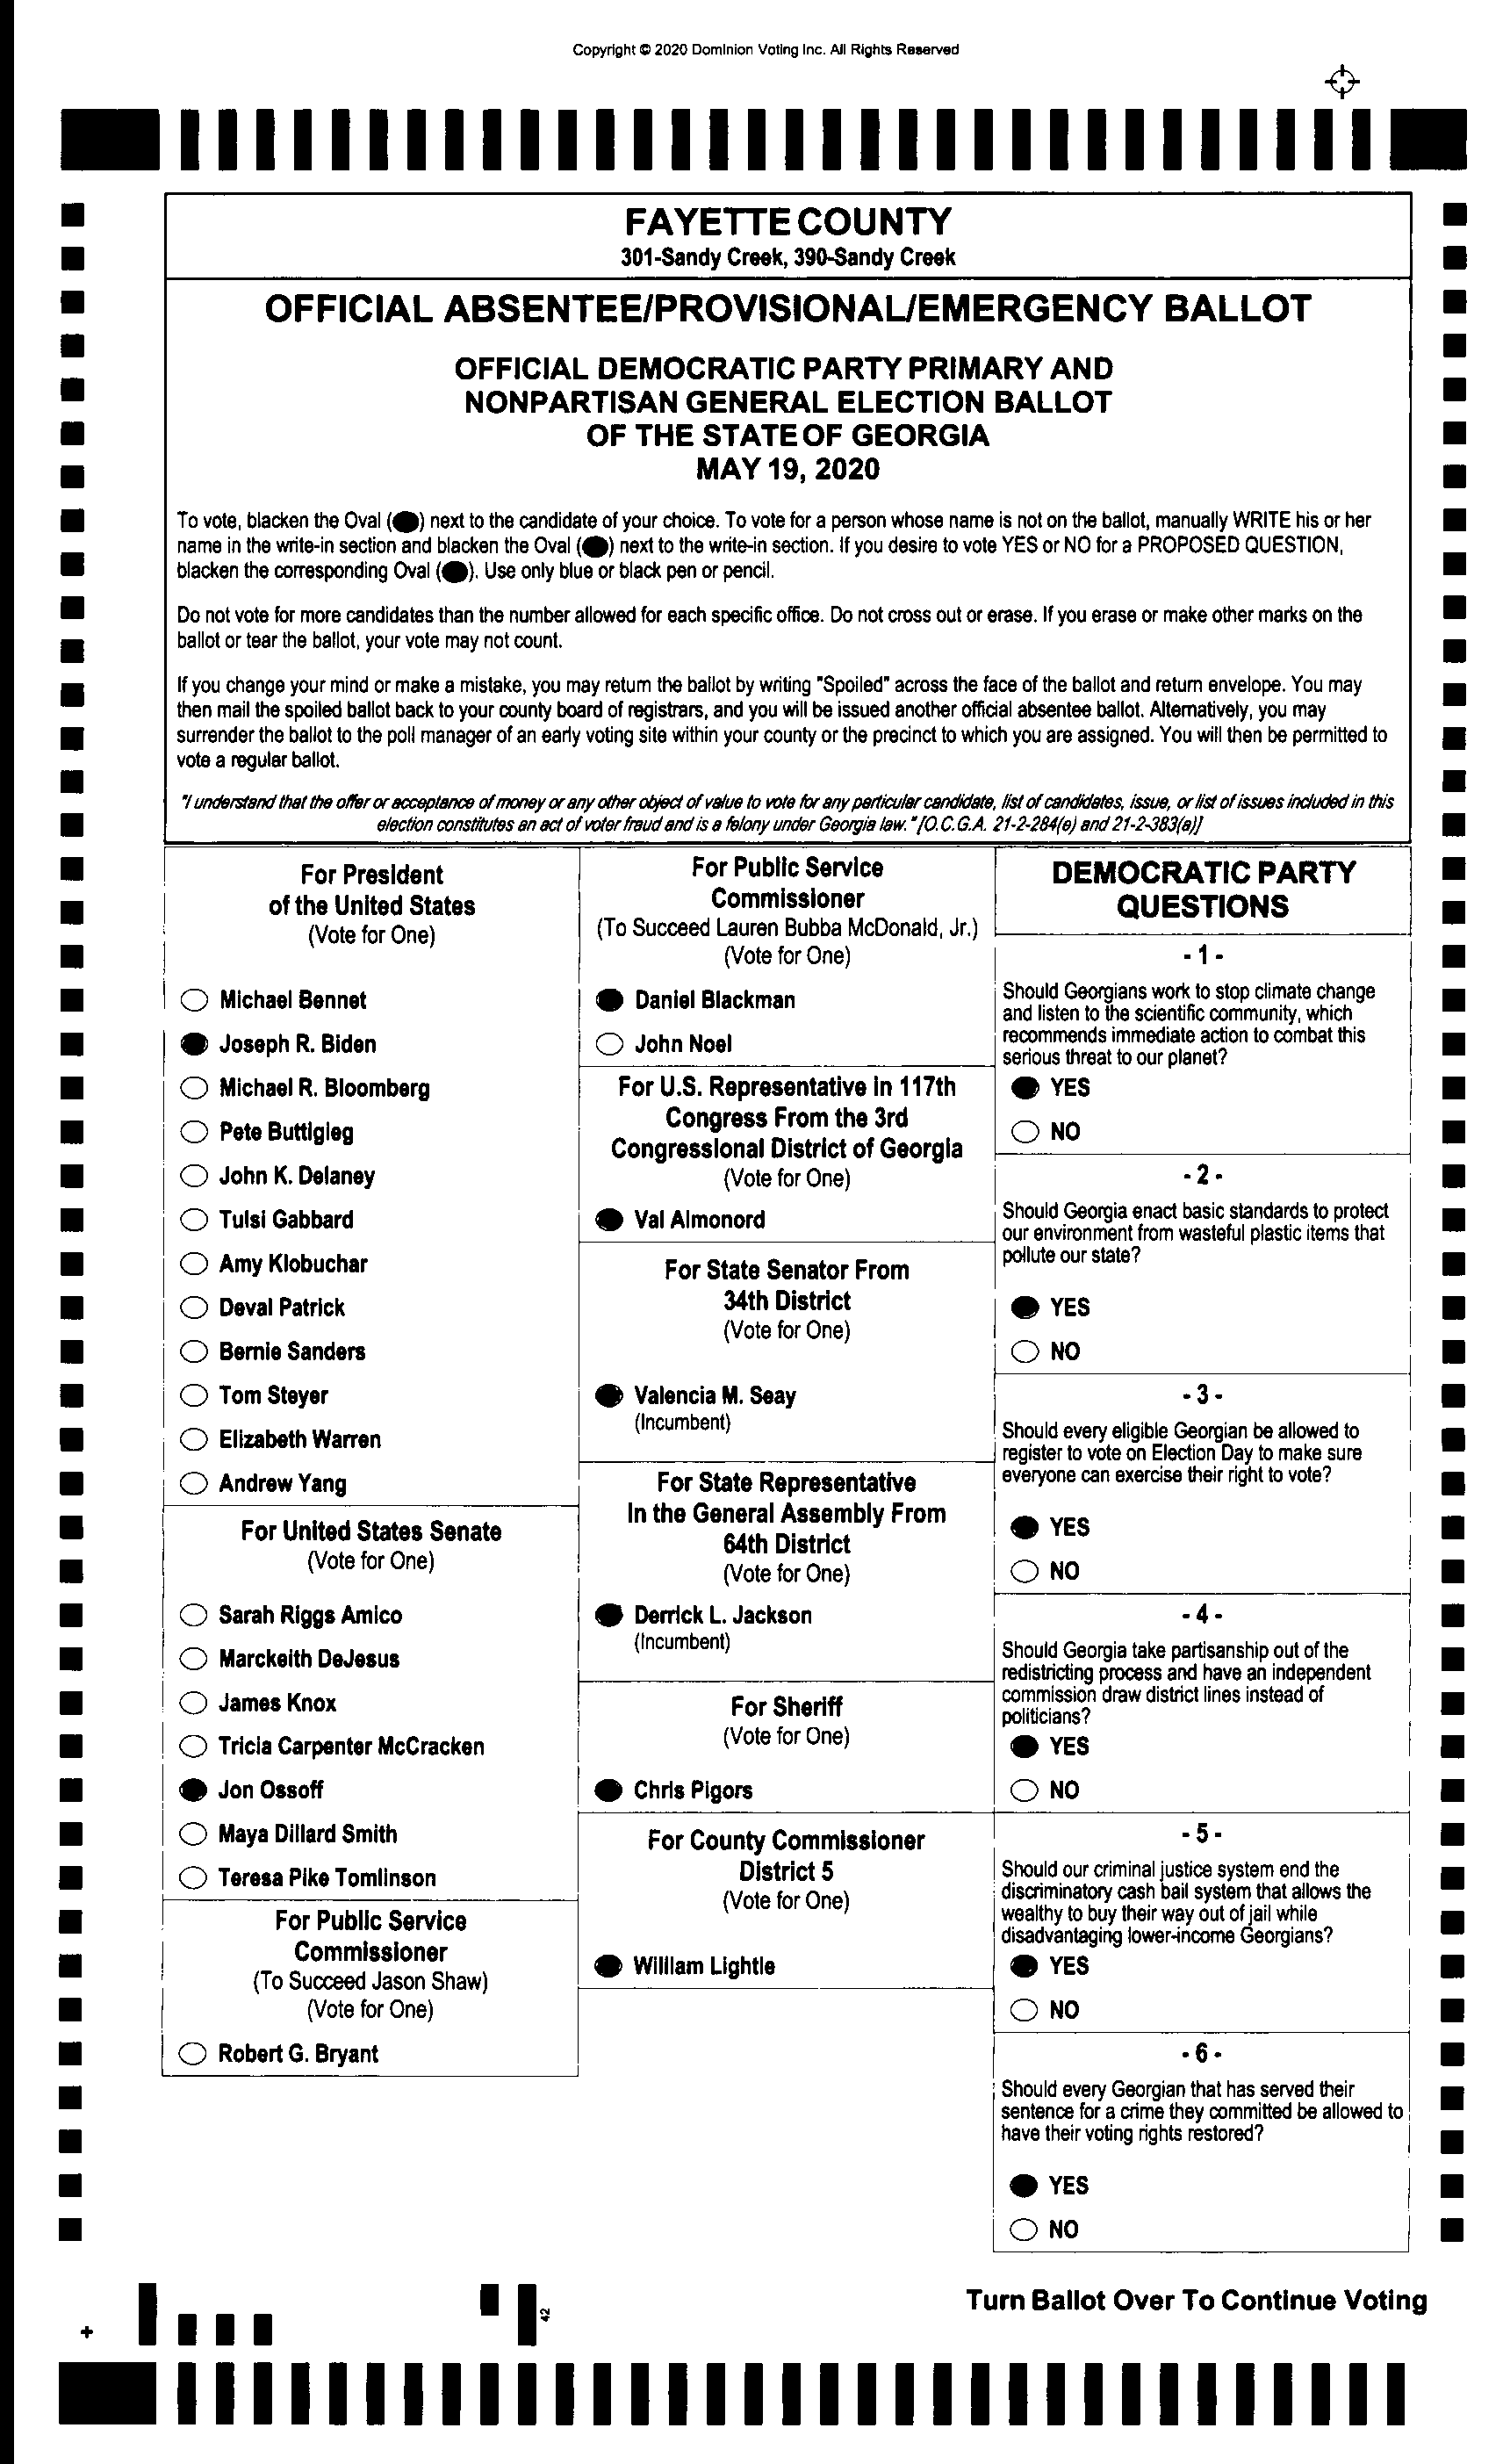 Copyright © 2020 Dominion Voting Inc. All Rights Reserved
FAYETTE COUNTY
301-Sandy Creek, 390-Sandy Creek
OFFICIAL ABSENTEE/PROVISIONAL/EMERGENCY BALLOT
OFFICIAL DEMOCRATIC PARTY PRIMARY AND
NONPARTISAN GENERAL ELECTION BALLOT
OF THE STATE OF GEORGIA
MAY 19, 2020
To vote, blacken the Oval ( ) next to the candidate of your choice. To vote for a person whose name is not on the ballot, manually WRITE his or her
name in the write-in section and blacken the Oval ( ) next to the write-in section. If you desire to vote YES or NO for a PROPOSED QUESTION,
blacken the corresponding Oval ( ). Use only blue or black pen or pencil.
Do not vote for more candidates than the number allowed for each specific office. Do not cross out or erase. If you erase or make other marks on the
ballot or tear the ballot, your vote may not count.
If you change your mind or make a mistake, you may return the ballot by writing "Spoiled" across the face of the ballot and return envelope. You may
then mail the spoiled ballot back to your county board of registrars, and you will be issued another official absentee ballot. Alternatively, you may
surrender the ballot to the poll manager of an early voting site within your county or the precinct to which you are assigned. You will then be permitted to
vote a regular ballot.
"I understand that the offer or acceptance of money or any other object of value to vote for any particular candidate, list of candidates, issue, or list of issues included in this
election constitutes an act of voter fraud and is a felony under Georgia law." [O.C.G.A. 21-2-284(e) and 21-2-383(a)]
For President
of the United States
(Vote for One)
Michael Bennet
Joseph R. Biden
Michael R. Bloomberg
Pete Buttigieg
John K. Delaney
Tulsi Gabbard
Amy Klobuchar
Deval Patrick
Bernie Sanders
Tom Steyer
Elizabeth Warren
Andrew Yang
For United States Senate
(Vote for One)
Sarah Riggs Amico
Marckeith DeJesus
James Knox
Tricia Carpenter McCracken
Jon Ossoff
Maya Dillard Smith
Teresa Pike Tomlinson
For Public Service
Commissioner
(To Succeed Jason Shaw)
(Vote for One)
Robert G. Bryant
For Public Service
Commissioner
(To Succeed Lauren Bubba McDonald, Jr.)
(Vote for One)
Daniel Blackman
John Noel
For U.S. Representative in 117th
Congress From the 3rd
Congressional District of Georgia
(Vote for One)
Val Almonord
For State Senator From
34th District
(Vote for One)
Valencia M. Seay
(Incumbent)
For State Representative
In the General Assembly From
64th District
(Vote for One)
Derrick L. Jackson
(Incumbent)
For Sheriff
(Vote for One)
Chris Pigors
For County Commissioner
District 5
(Vote for One)
William Lightle
DEMOCRATIC PARTY
QUESTIONS
- 1 -
Should Georgians work to stop climate change
and listen to the scientific community, which
recommends immediate action to combat this
serious threat to our planet?
YES
NO
- 2 -
Should Georgia enact basic standards to protect
our environment from wasteful plastic items that
pollute our state?
YES
NO
- 3 -
Should every eligible Georgian be allowed to
register to vote on Election Day to make sure
everyone can exercise their right to vote?
YES
NO
- 4 -
Should Georgia take partisanship out of the
redistricting process and have an independent
commission draw district lines instead of
politicians?
YES
NO
- 5 -
Should our criminal justice system end the
discriminatory cash bail system that allows the
wealthy to buy their way out of jail while
disadvantaging lower-income Georgians?
YES
NO
- 6 -
Should every Georgian that has served their
sentence for a crime they committed be allowed to
have their voting rights restored?
YES
NO
Turn Ballot Over To Continue Voting
42